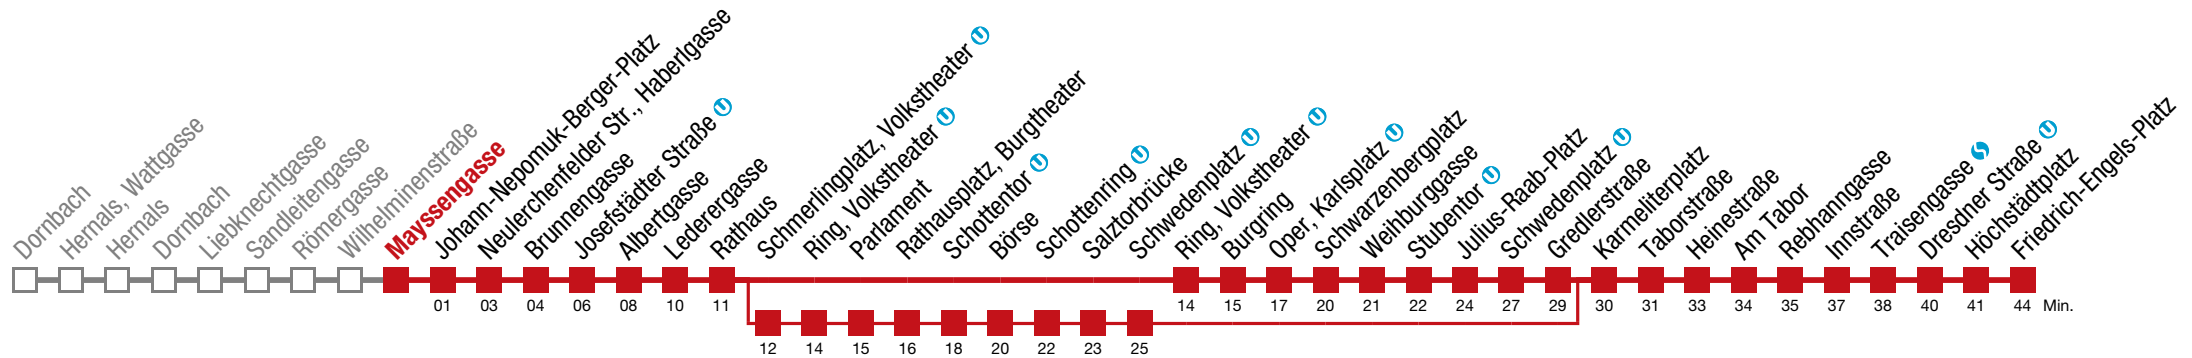 Dornbach
Hernals, Wattgasse
Hernals
Dornbach
Liebknechtgasse
Sandleitengasse
Römergasse
Wilhelminenstraße
Mayssengasse
Johann-Nepomuk-Berger-Platz
Neulerchenfelder Str., Haberlgasse
Brunnengasse
Josefstädter Straße U
Albertgasse
Lederergasse
Rathaus
Schmerlingplatz, Volkstheater U
Ring, Volkstheater U
Parlament
Rathausplatz, Burgtheater
Schottentor U
Börse
Schottenring U
Salztorbrücke
Schwedenplatz U
Ring, Volkstheater U
Burgring
Oper, Karlsplatz U
Schwarzenbergplatz
Weihburggasse
Stubentor U
Julius-Raab-Platz
Schwedenplatz U
Gredlerstraße
Karmeliterplatz
Taborstraße
Heinestraße
Am Tabor
Rebhanngasse
Innstraße
Traisengasse S
Dresdner Straße U
Höchstädtplatz
Friedrich-Engels-Platz
01 03 04 06 08 10 11 14 15 17 20 21 22 24 27 29 30 31 33 34 35 37 38 40 41 44 Min.
12 14 15 16 18 20 22 23 25